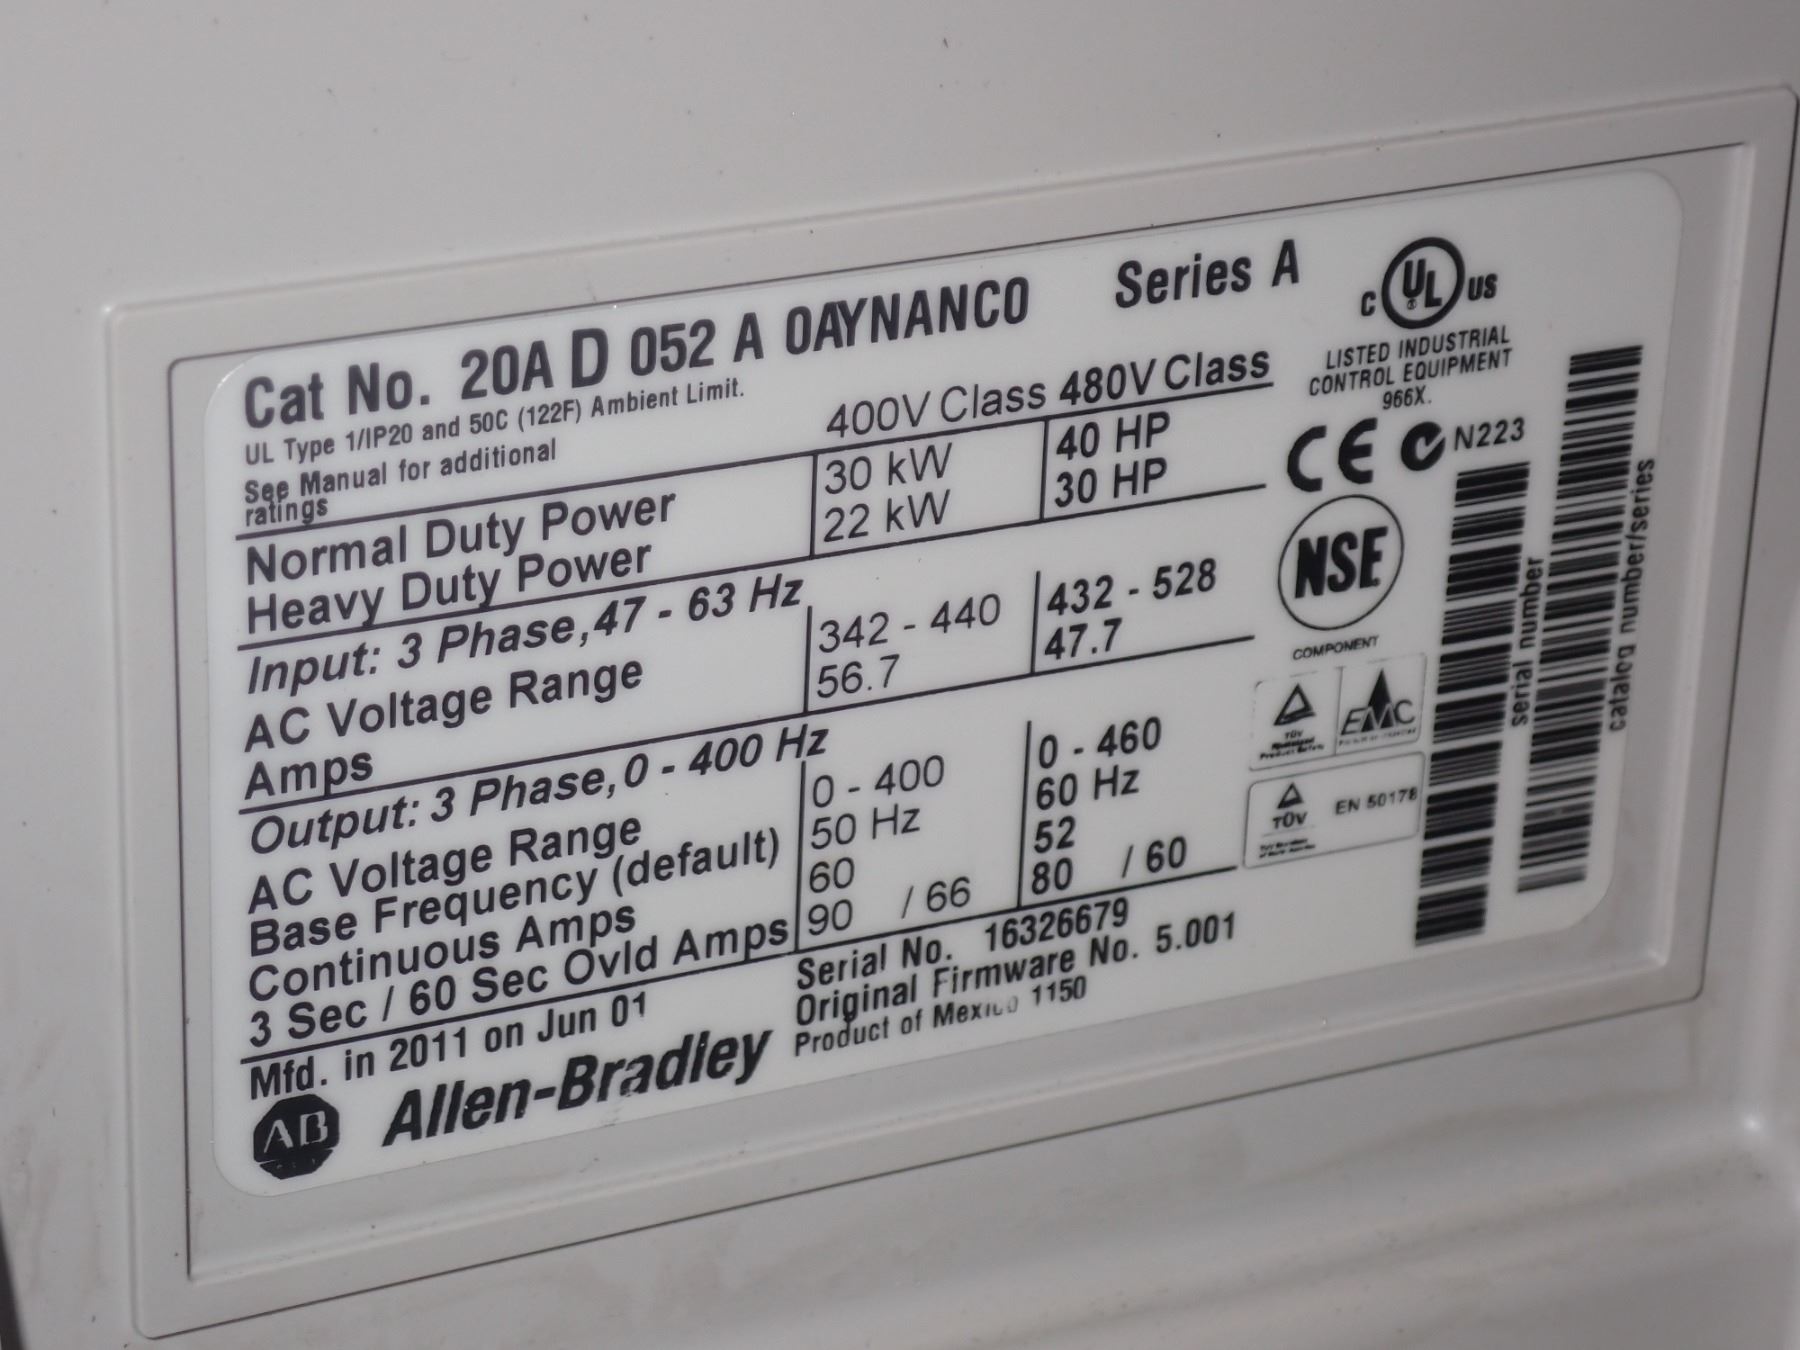 Cat No. 20A D 052 A 0AYNANC0 Series A
UL Type 1/IP20 and 50C (122F) Ambient Limit.
See Manual for additional
ratings
400V Class 480V Class
Normal Duty Power 30 kW 40 HP
Heavy Duty Power 22 kW 30 HP
Input: 3 Phase, 47 - 63 Hz
AC Voltage Range 342 - 440 432 - 528
Amps 56.7 47.7
Output: 3 Phase, 0 - 400 Hz
AC Voltage Range 0 - 400 0 - 460
Base Frequency (default) 50 Hz 60 Hz
Continuous Amps 60 52
3 Sec / 60 Sec Ovld Amps 90 / 66 80 / 60
Mfd. in 2011 on Jun 01
Serial No. 16326679
Original Firmware No. 5.001
Product of Mexico 1150
AB Allen-Bradley
C UL® US
LISTED INDUSTRIAL
CONTROL EQUIPMENT
966X.
CE N223
NSF
COMPONENT
TÜV
EMC
TÜV EN 50178
serial number
catalog number/series